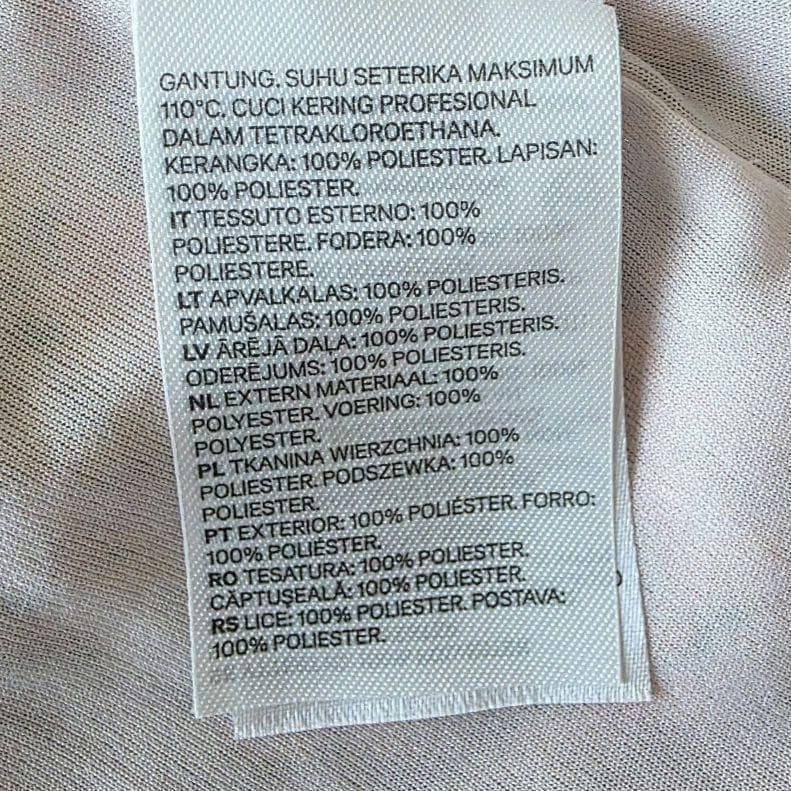 GANTUNG. SUHU SETERIKA MAKSIMUM
110°C. CUCI KERING PROFESIONAL
DALAM TETRAKLOROETHANA.
KERANGKA: 100% POLIESTER. LAPISAN:
100% POLIESTER.
IT TESSUTO ESTERNO: 100%
POLIESTERE. FODERA: 100%
POLIESTERE.
LT APVALKALAS: 100% POLIESTERIS.
PAMUŠALAS: 100% POLIESTERIS.
LV ĀRĒJĀ DAĻA: 100% POLIESTERIS.
ODERĒJUMS: 100% POLIESTERIS.
NL EXTERN MATERIAAL: 100%
POLYESTER. VOERING: 100%
POLYESTER.
PL TKANINA WIERZCHNIA: 100%
POLIESTER. PODSZEWKA: 100%
POLIESTER.
PT EXTERIOR: 100% POLIÉSTER. FORRO:
100% POLIÉSTER.
RO TESATURA: 100% POLIESTER.
CĂPTUȘEALĂ: 100% POLIESTER.
RS LICE: 100% POLIESTER. POSTAVA:
100% POLIESTER.